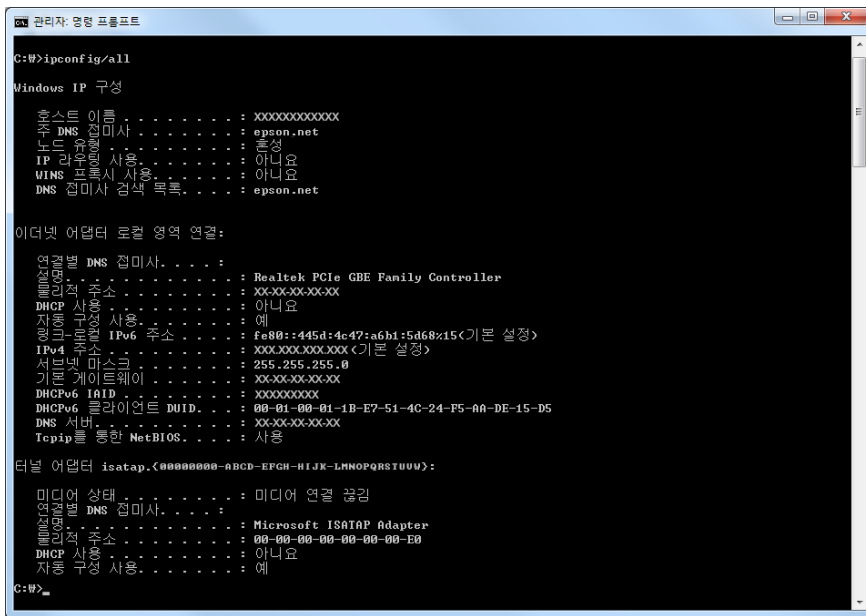 관리자: 명령 프롬프트
C:₩>ipconfig/all
Windows IP 구성
호스트 이름 . . . . . . . . : XXXXXXXXXXXX
주 DNS 접미사 . . . . . . . : epson.net
노드 유형 . . . . . . . . . : 혼성
IP 라우팅 사용. . . . . . . : 아니요
WINS 프록시 사용. . . . . . : 아니요
DNS 접미사 검색 목록. . . . : epson.net
이더넷 어댑터 로컬 영역 연결:
연결별 DNS 접미사. . . . :
설명. . . . . . . . . . . . : Realtek PCIe GBE Family Controller
물리적 주소 . . . . . . . . : XX-XX-XX-XX-XX
DHCP 사용 . . . . . . . . . : 아니요
자동 구성 사용. . . . . . . : 예
링크-로컬 IPv6 주소 . . . . : fe80::445d:4c47:a6b1:5d68%15(기본 설정)
IPv4 주소 . . . . . . . . . : XXX.XXX.XXX.XXX(기본 설정)
서브넷 마스크 . . . . . . . : 255.255.255.0
기본 게이트웨이 . . . . . . : XX-XX-XX-XX-XX
DHCPv6 IAID . . . . . . . . : XXXXXXXXX
DHCPv6 클라이언트 DUID. . . : 00-01-00-01-1B-E7-51-4C-24-F5-AA-DE-15-D5
DNS 서버. . . . . . . . . . : XX-XX-XX-XX-XX
Tcpip를 통한 NetBIOS. . . . : 사용
터널 어댑터 isatap.{00000000-ABCD-EFGH-HIJK-LMNOPQRSTUVW}:
미디어 상태 . . . . . . . . : 미디어 연결 끊김
연결별 DNS 접미사. . . . :
설명. . . . . . . . . . . . : Microsoft ISATAP Adapter
물리적 주소 . . . . . . . . : 00-00-00-00-00-00-00-E0
DHCP 사용 . . . . . . . . . : 아니요
자동 구성 사용. . . . . . . : 예
C:₩>_